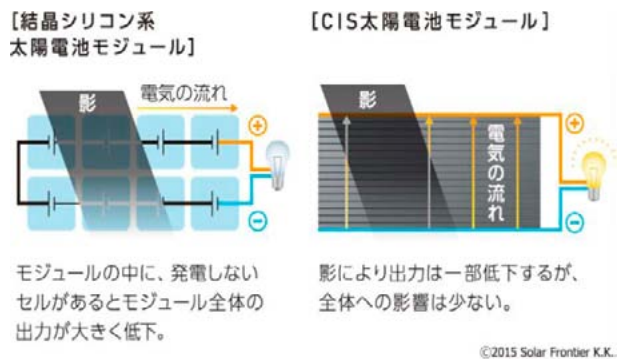 [結晶シリコン系
太陽電池モジュール]
影
電気の流れ
⊕
⊖
モジュールの中に、発電しない
セルがあるとモジュール全体の
出力が大きく低下。
[CIS太陽電池モジュール]
影
電気の流れ
⊕
⊖
影により出力は一部低下するが、
全体への影響は少ない。
©2015 Solar Frontier K.K.